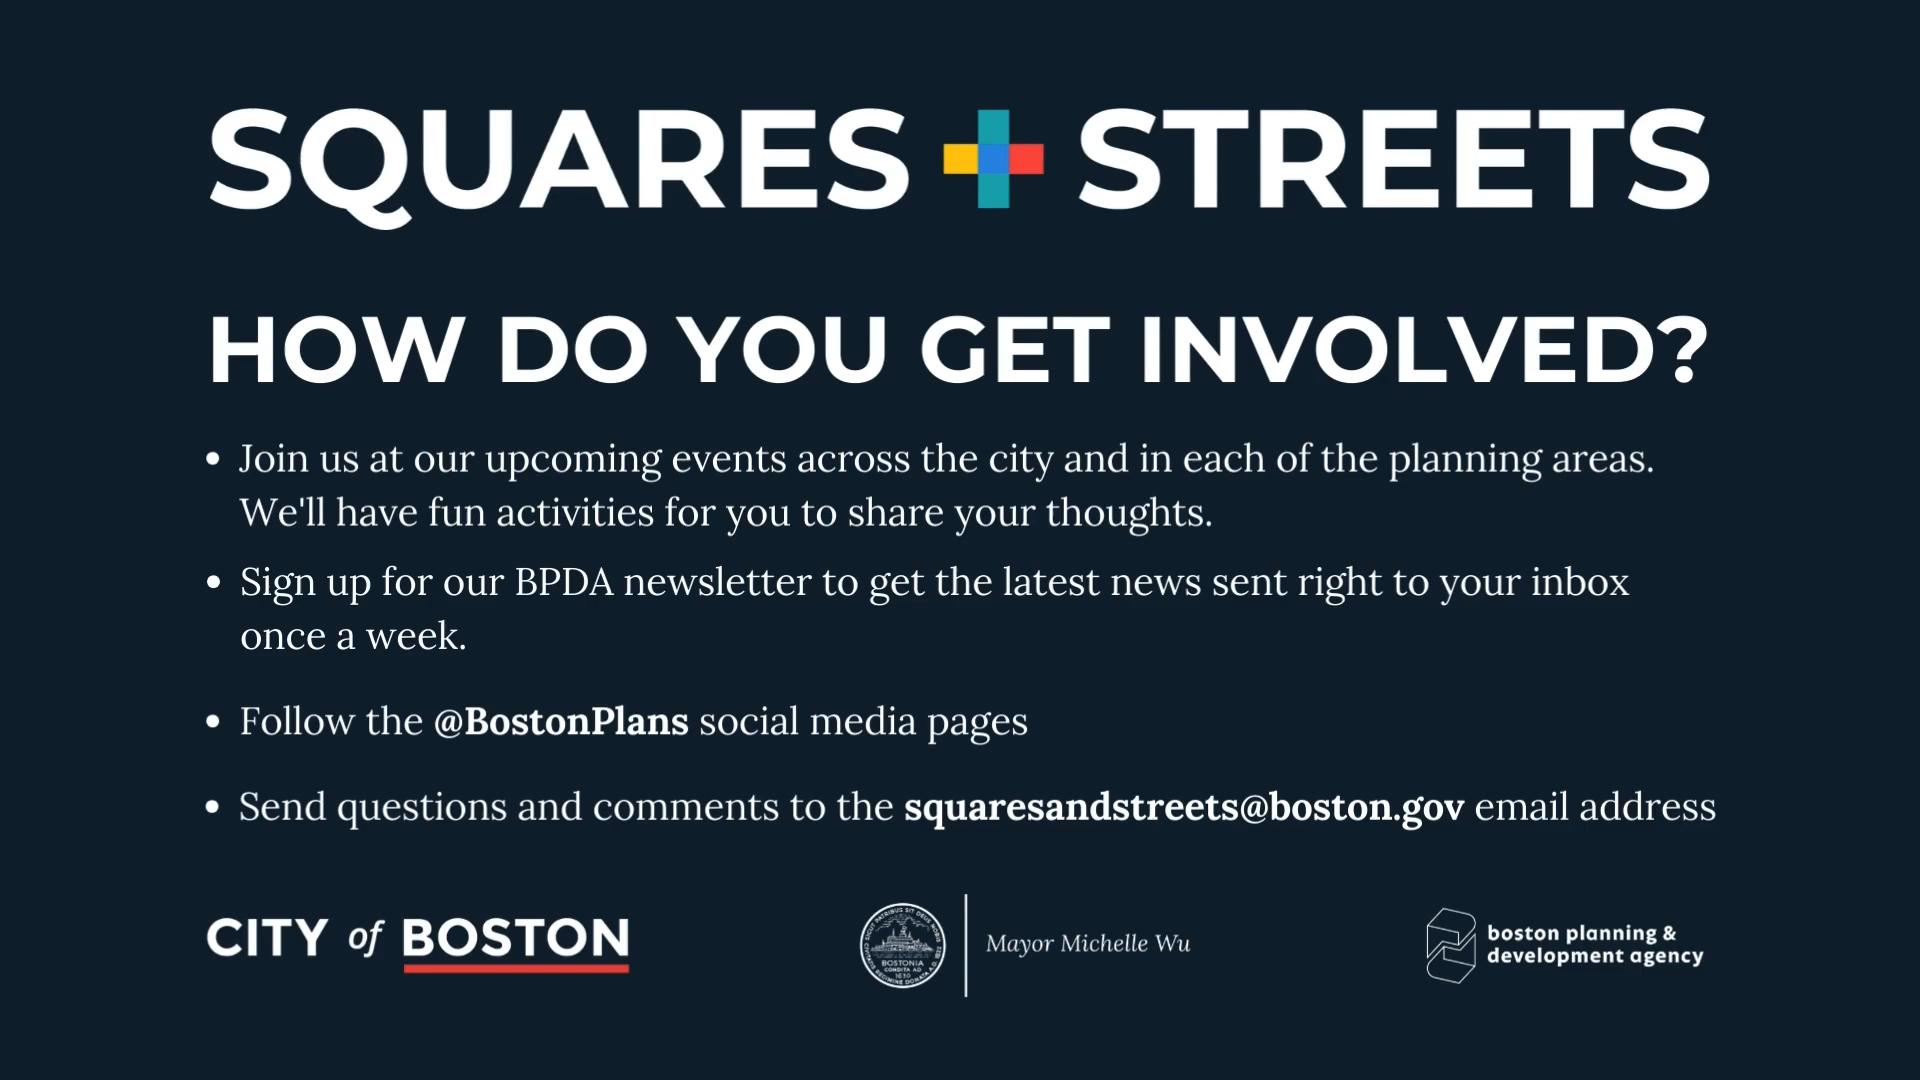 SQUARES + STREETS
HOW DO YOU GET INVOLVED?
• Join us at our upcoming events across the city and in each of the planning areas.
We'll have fun activities for you to share your thoughts.
• Sign up for our BPDA newsletter to get the latest news sent right to your inbox
once a week.
• Follow the @BostonPlans social media pages
• Send questions and comments to the squaresandstreets@boston.gov email address
CITY of BOSTON
BOSTONIA
CONDITA AD
1630
Mayor Michelle Wu
boston planning &
development agency